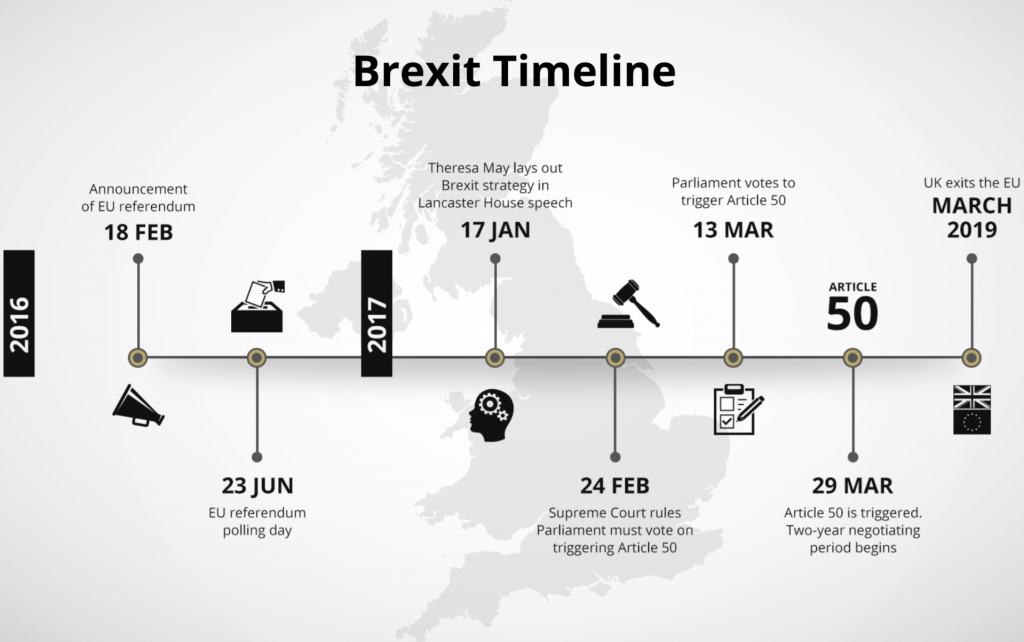 Brexit Timeline
2016
Announcement
of EU referendum
18 FEB
23 JUN
EU referendum
polling day
2017
Theresa May lays out
Brexit strategy in
Lancaster House speech
17 JAN
24 FEB
Supreme Court rules
Parliament must vote on
triggering Article 50
Parliament votes to
trigger Article 50
13 MAR
ARTICLE
50
29 MAR
Article 50 is triggered.
Two-year negotiating
period begins
UK exits the EU
MARCH
2019